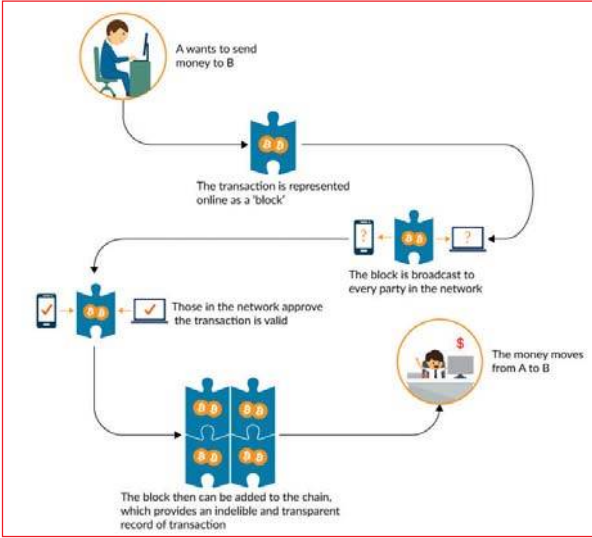 A wants to send
money to B
The transaction is represented
online as a 'block'
?
?
The block is broadcast to
every party in the network
Those in the network approve
the transaction is valid
$
The money moves
from A to B
The block then can be added to the chain,
which provides an indelible and transparent
record of transaction